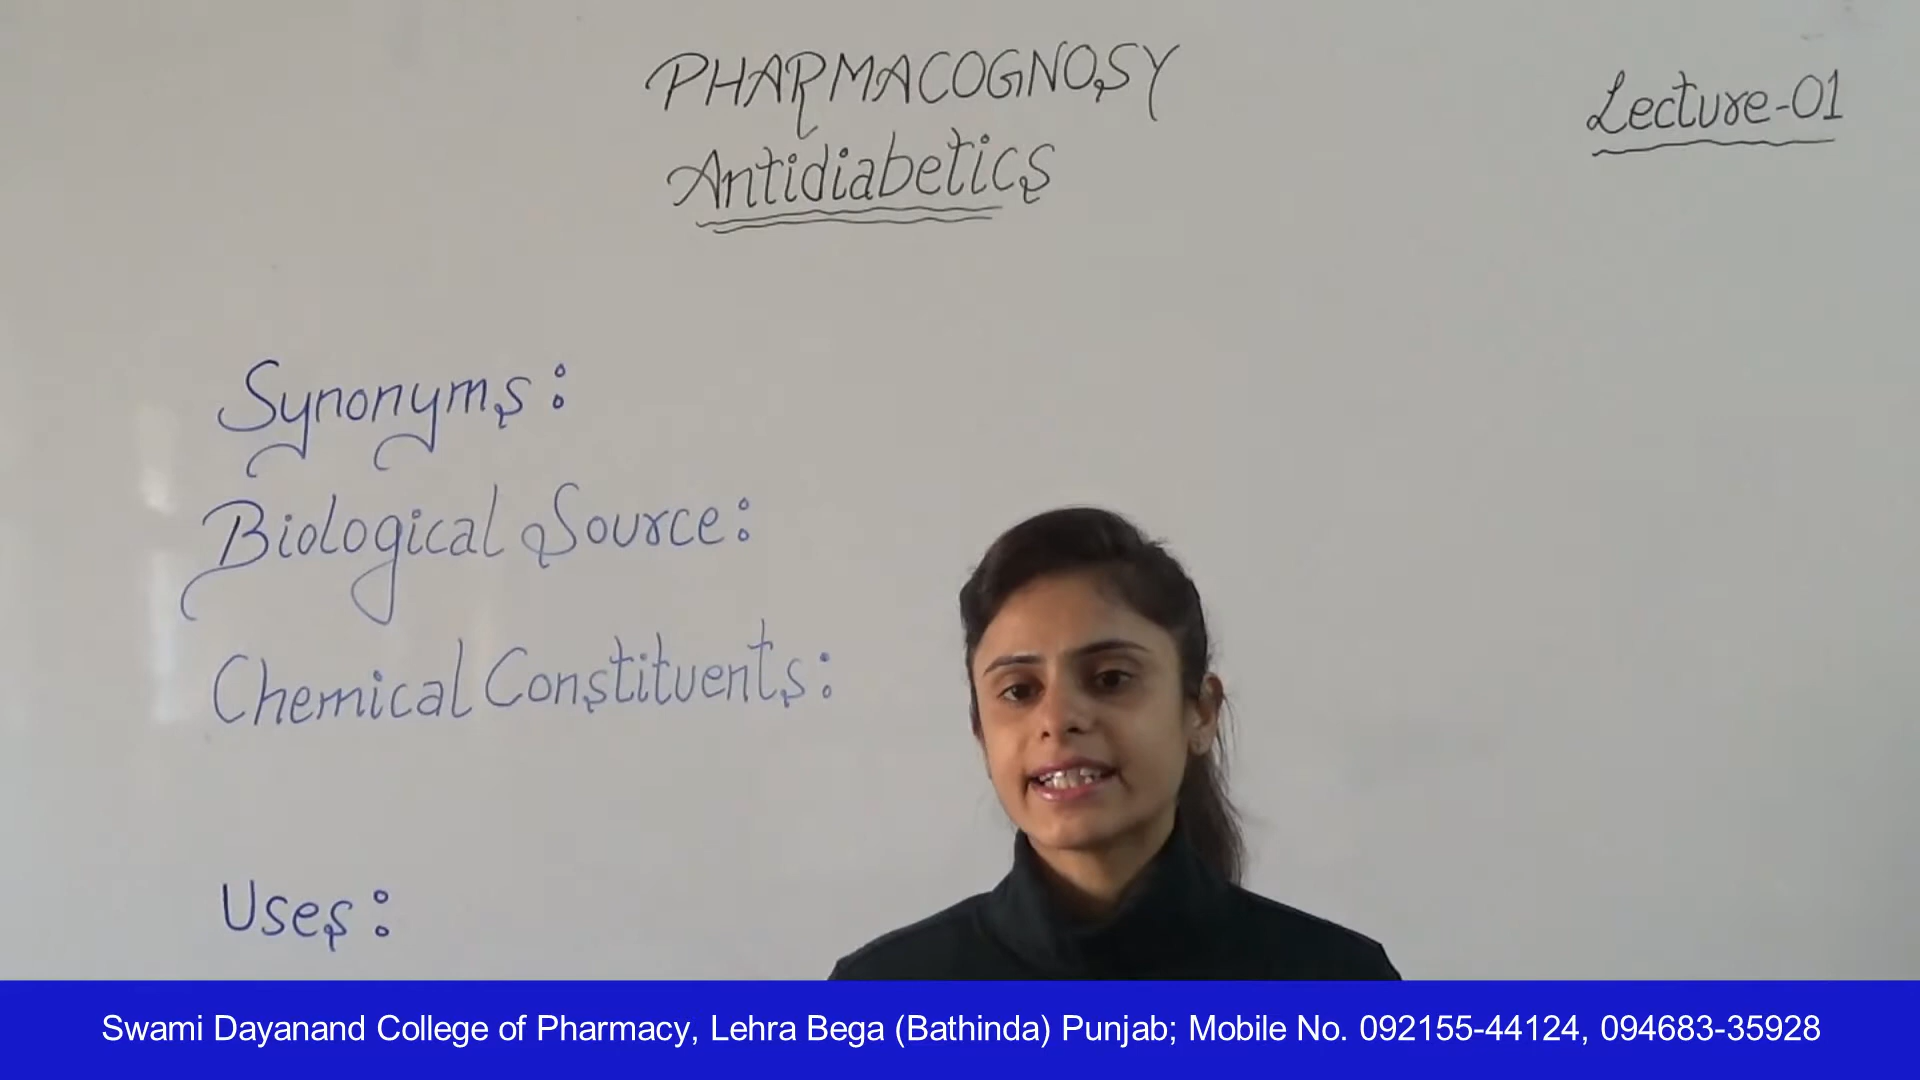 PHARMACOGNOSY
Lecture-01
Antidiabetics
Synonyms:
Biological Source:
Chemical Constituents:
Uses:
Swami Dayanand College of Pharmacy, Lehra Bega (Bathinda) Punjab; Mobile No. 092155-44124, 094683-35928